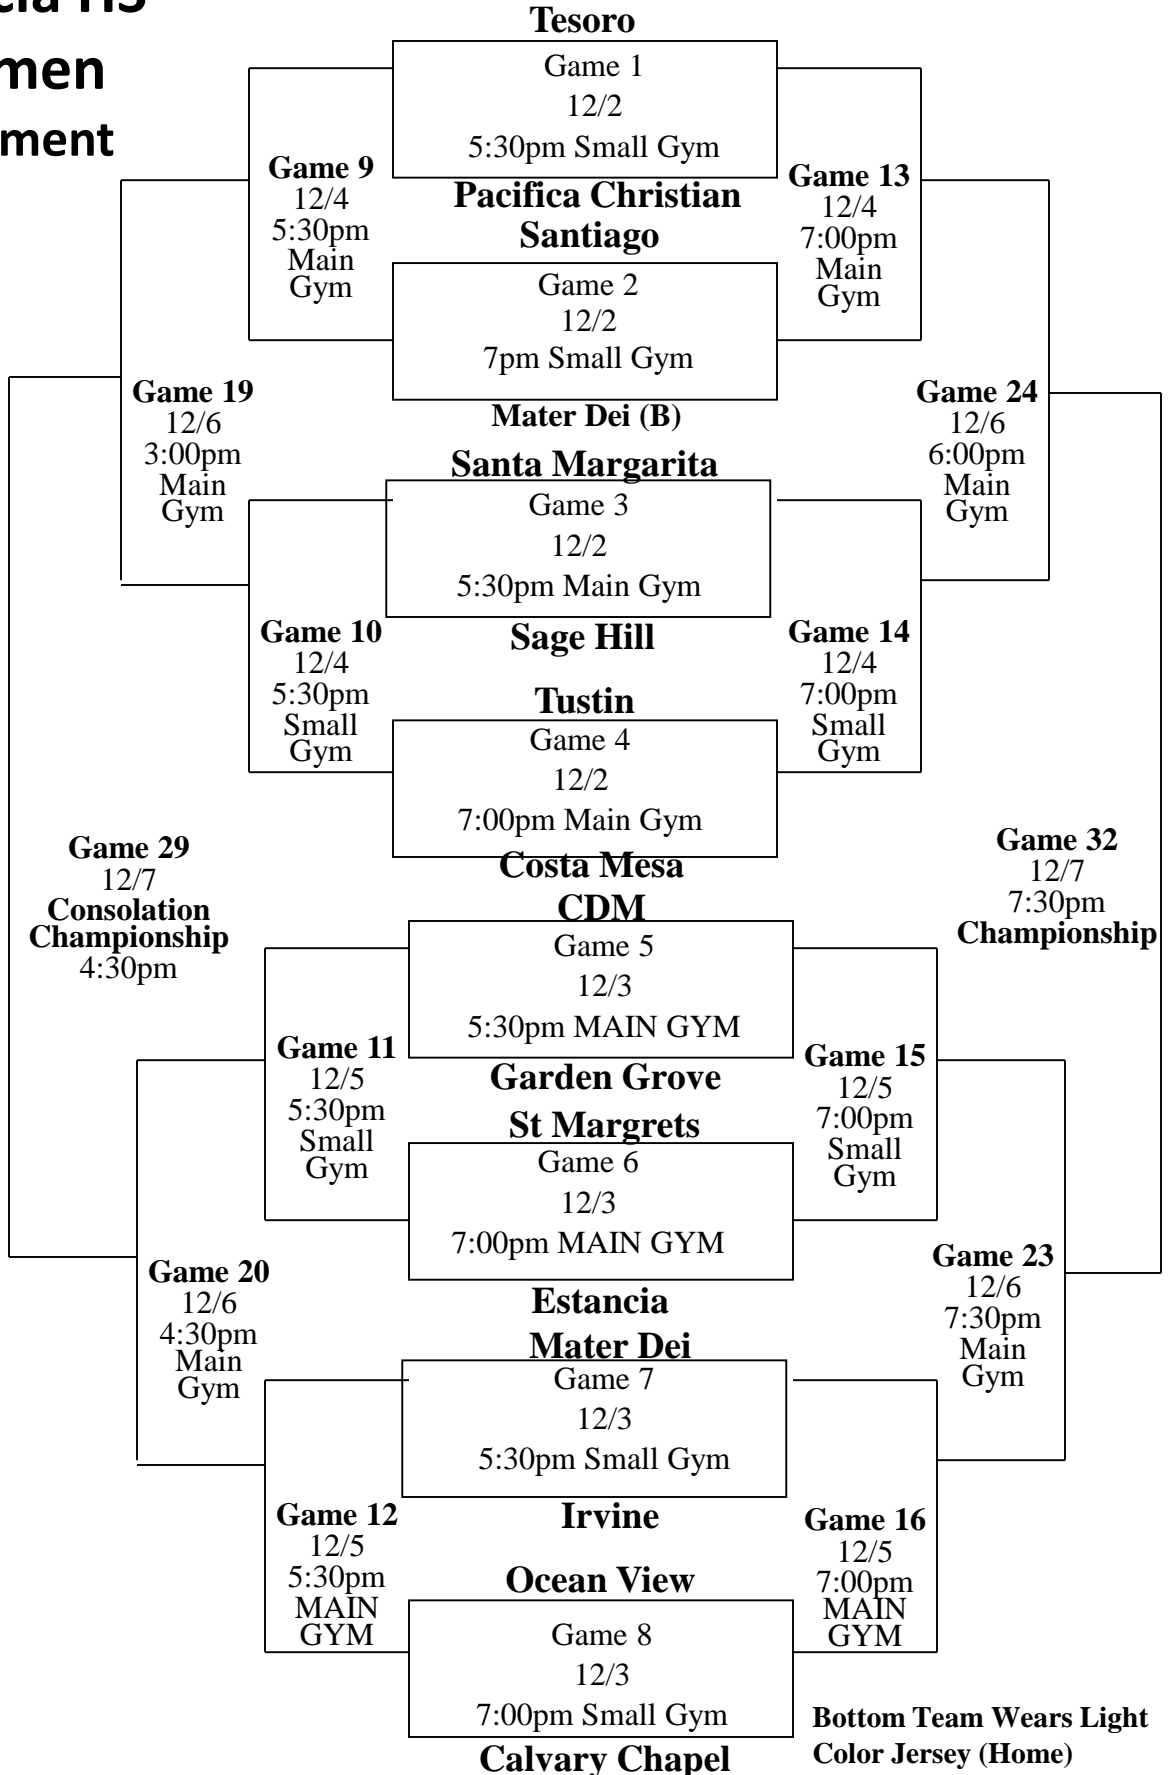 cia HS
men
ment
Tesoro
Game 1
12/2
5:30pm Small Gym
Pacifica Christian
Game 9
12/4
5:30pm
Main
Gym
Game 13
12/4
7:00pm
Main
Gym
Santiago
Game 2
12/2
7pm Small Gym
Mater Dei (B)
Game 19
12/6
3:00pm
Main
Gym
Game 24
12/6
6:00pm
Main
Gym
Santa Margarita
Game 3
12/2
5:30pm Main Gym
Sage Hill
Game 10
12/4
5:30pm
Small
Gym
Game 14
12/4
7:00pm
Small
Gym
Tustin
Game 4
12/2
7:00pm Main Gym
Costa Mesa
Game 29
12/7
Consolation
Championship
4:30pm
Game 32
12/7
7:30pm
Championship
CDM
Game 5
12/3
5:30pm MAIN GYM
Garden Grove
Game 11
12/5
5:30pm
Small
Gym
Game 15
12/5
7:00pm
Small
Gym
St Margrets
Game 6
12/3
7:00pm MAIN GYM
Estancia
Game 20
12/6
4:30pm
Main
Gym
Game 23
12/6
7:30pm
Main
Gym
Mater Dei
Game 7
12/3
5:30pm Small Gym
Irvine
Game 12
12/5
5:30pm
MAIN
GYM
Game 16
12/5
7:00pm
MAIN
GYM
Ocean View
Game 8
12/3
7:00pm Small Gym
Calvary Chapel
Bottom Team Wears Light
Color Jersey (Home)